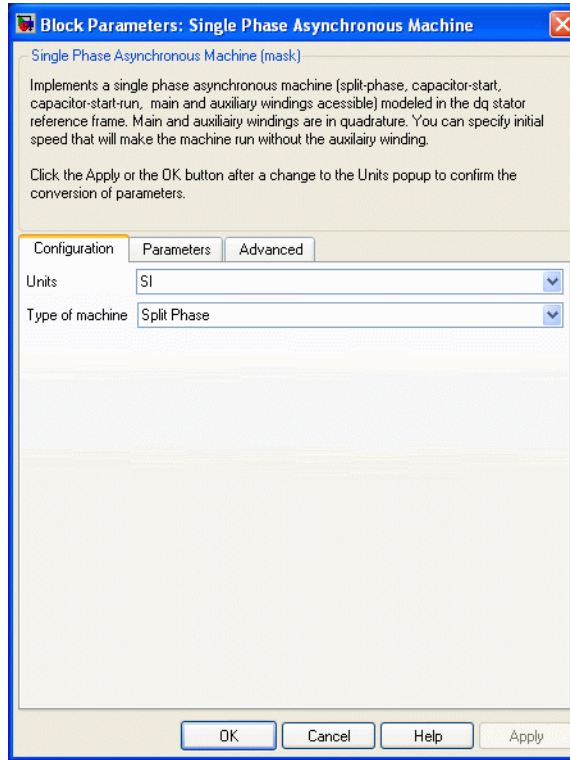 Block Parameters: Single Phase Asynchronous Machine
Single Phase Asynchronous Machine (mask)
Implements a single phase asynchronous machine (split-phase, capacitor-start,
capacitor-start-run, main and auxiliary windings acessible) modeled in the dq stator
reference frame. Main and auxiliairy windings are in quadrature. You can specify initial
speed that will make the machine run without the auxilairy winding.
Click the Apply or the OK button after a change to the Units popup to confirm the
conversion of parameters.
Configuration Parameters Advanced
Units SI
Type of machine Split Phase
OK Cancel Help Apply